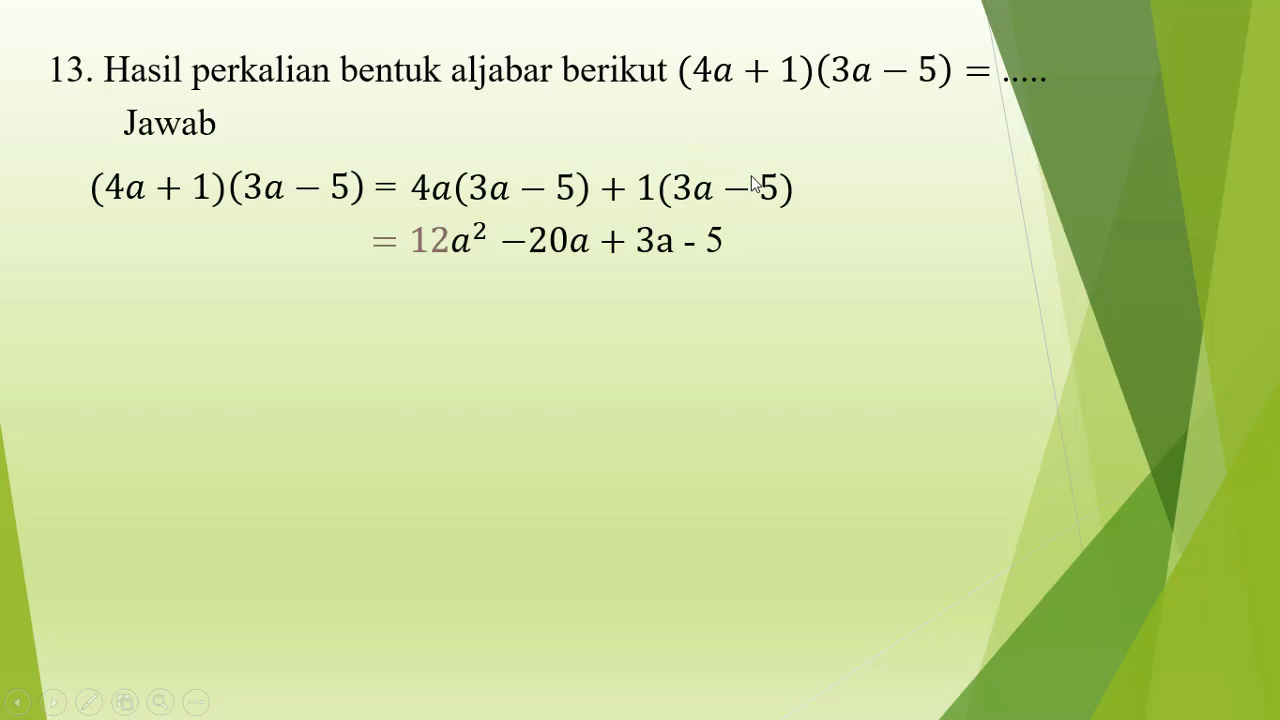 13. Hasil perkalian bentuk aljabar berikut (4a + 1)(3a − 5) = .....
Jawab
(4a + 1)(3a − 5) = 4a(3a − 5) + 1(3a − 5)
= 12a² −20a + 3a - 5